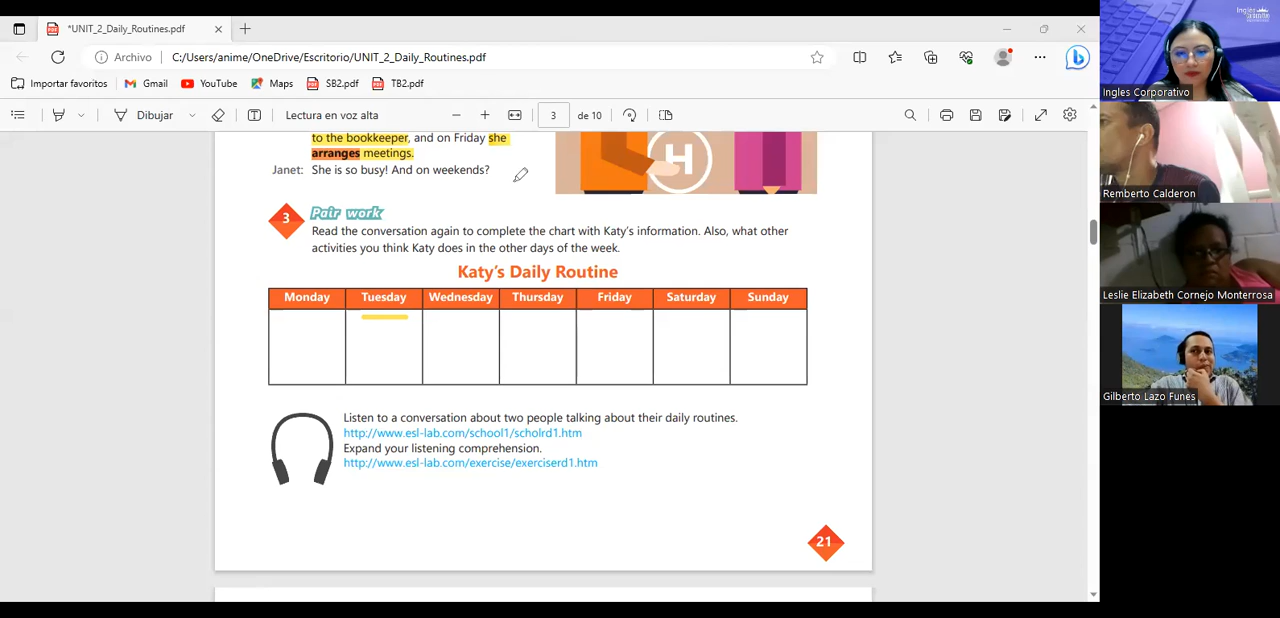 *UNIT_2_Daily_Routines.pdf
Archivo
C:/Users/anime/OneDrive/Escritorio/UNIT_2_Daily_Routines.pdf
Importar favoritos
Gmail
YouTube
Maps
SB2.pdf
TB2.pdf
Dibujar
Lectura en voz alta
3
de 10
to the bookkeeper, and on Friday she
arranges meetings.
Janet: She is so busy! And on weekends?
H
3
Pair work
Read the conversation again to complete the chart with Katy's information. Also, what other
activities you think Katy does in the other days of the week.
Katy's Daily Routine
Monday Tuesday Wednesday Thursday Friday Saturday Sunday
Listen to a conversation about two people talking about their daily routines.
http://www.esl-lab.com/school1/scholrd1.htm
Expand your listening comprehension.
http://www.esl-lab.com/exercise/exerciserd1.htm
21
Ingles Corporativo
Remberto Calderon
Leslie Elizabeth Cornejo Monterrosa
Gilberto Lazo Funes